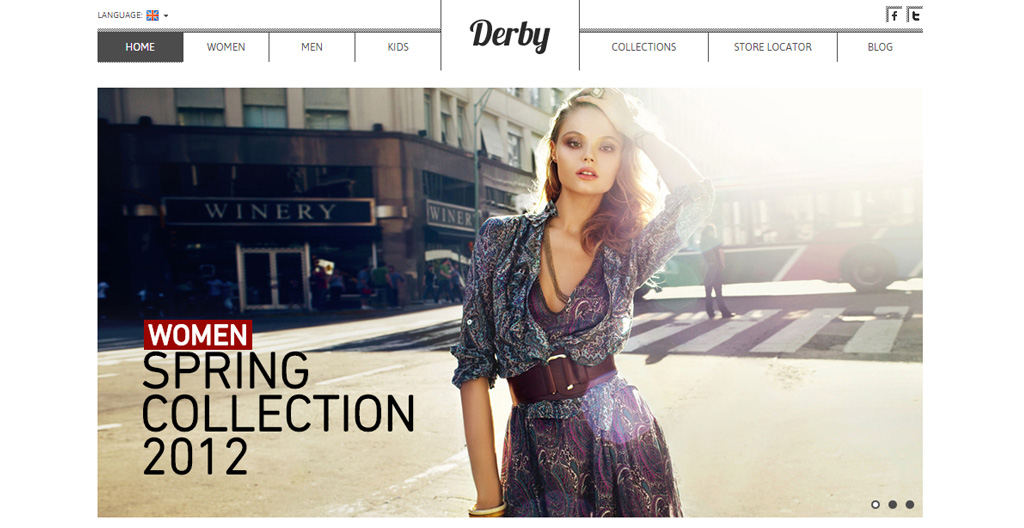 LANGUAGE:
Derby
HOME
WOMEN
MEN
KIDS
COLLECTIONS
STORE LOCATOR
BLOG
WINERY
WINER
WOMEN
SPRING
COLLECTION
2012